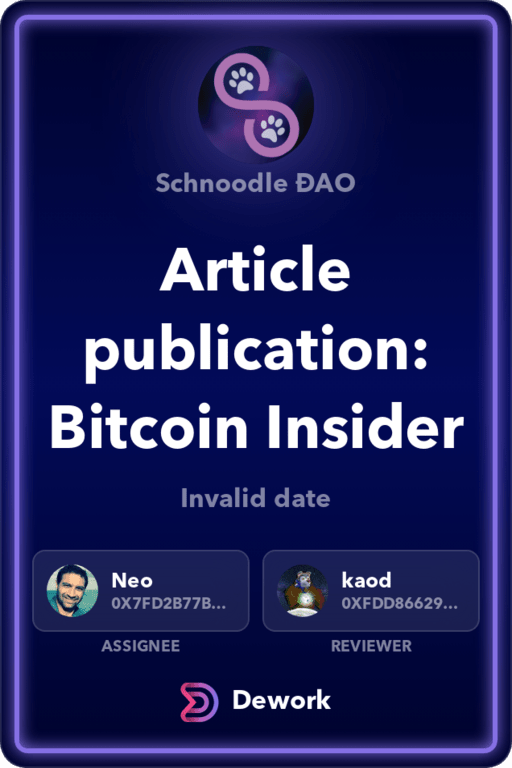 Schnoodle ĐAO
Article
publication:
Bitcoin Insider
Invalid date
Neo
0X7FD2B77B...
kaod
0XFDD86629...
ASSIGNEE
REVIEWER
Dework